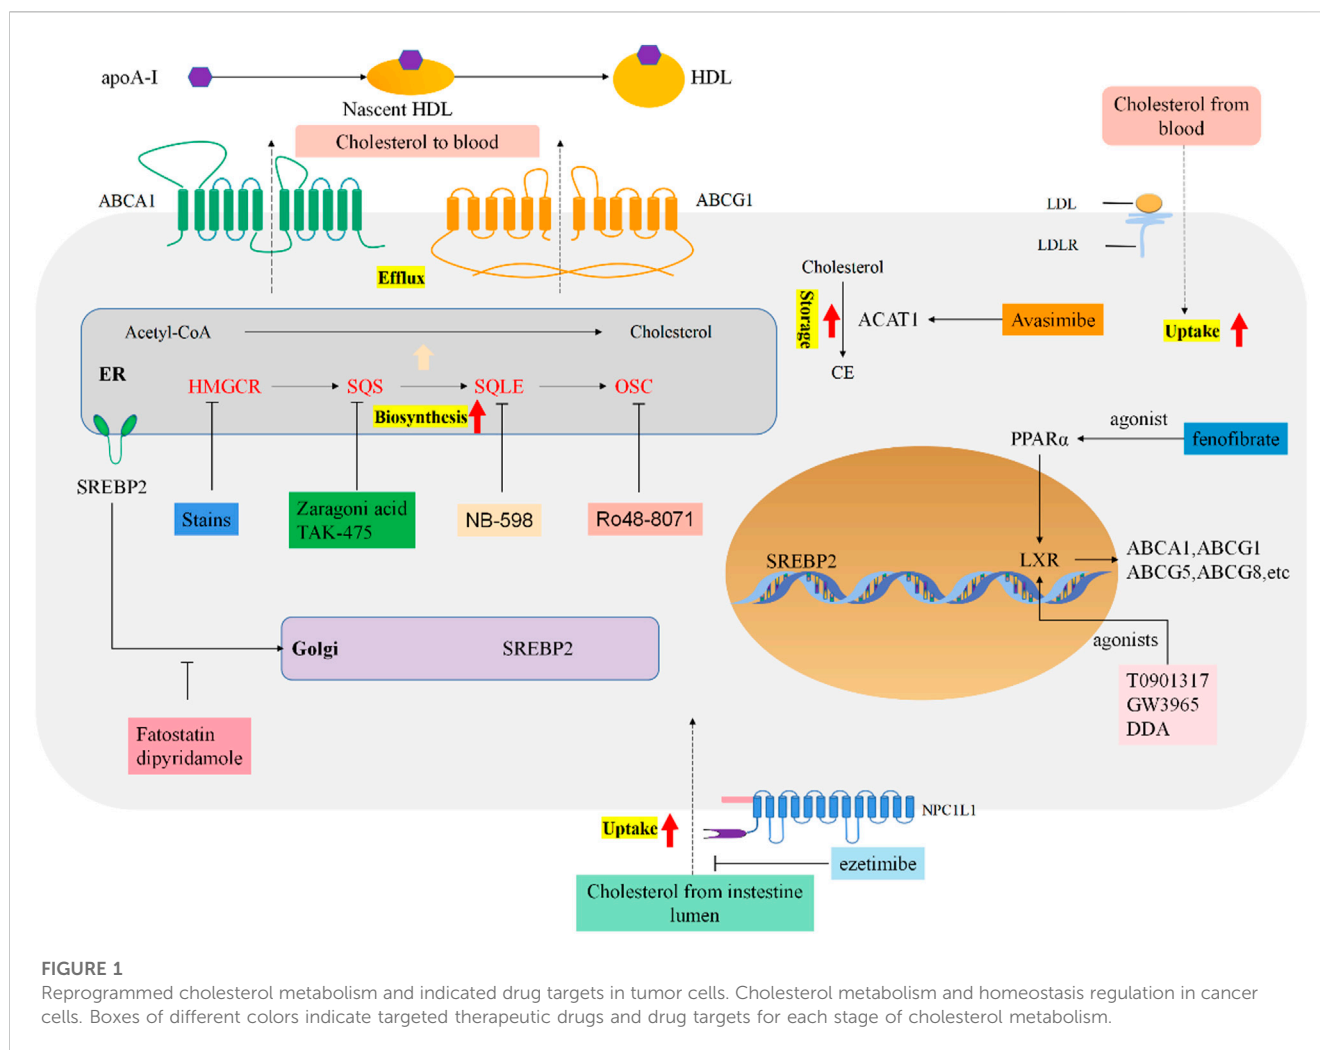 apoA-I
HDL
Nascent HDL
Cholesterol to blood
Cholesterol from
blood
ABCA1
ABCG1
LDL
LDLR
Efflux
Cholesterol
Storage
ACAT1
Avasimibe
CE
Uptake
Acetyl-CoA
Cholesterol
ER
HMGCR
SQS
SQLE
OSC
Biosynthesis
SREBP2
Stains
Zaragoni acid
TAK-475
NB-598
Ro48-8071
agonist
PPARα
fenofibrate
SREBP2
LXR
ABCA1,ABCG1
ABCG5,ABCG8,etc
agonists
T0901317
GW3965
DDA
Golgi
SREBP2
Fatostatin
dipyridamole
Uptake
NPC1L1
ezetimibe
Cholesterol from instestine
lumen
FIGURE 1
Reprogrammed cholesterol metabolism and indicated drug targets in tumor cells. Cholesterol metabolism and homeostasis regulation in cancer
cells. Boxes of different colors indicate targeted therapeutic drugs and drug targets for each stage of cholesterol metabolism.